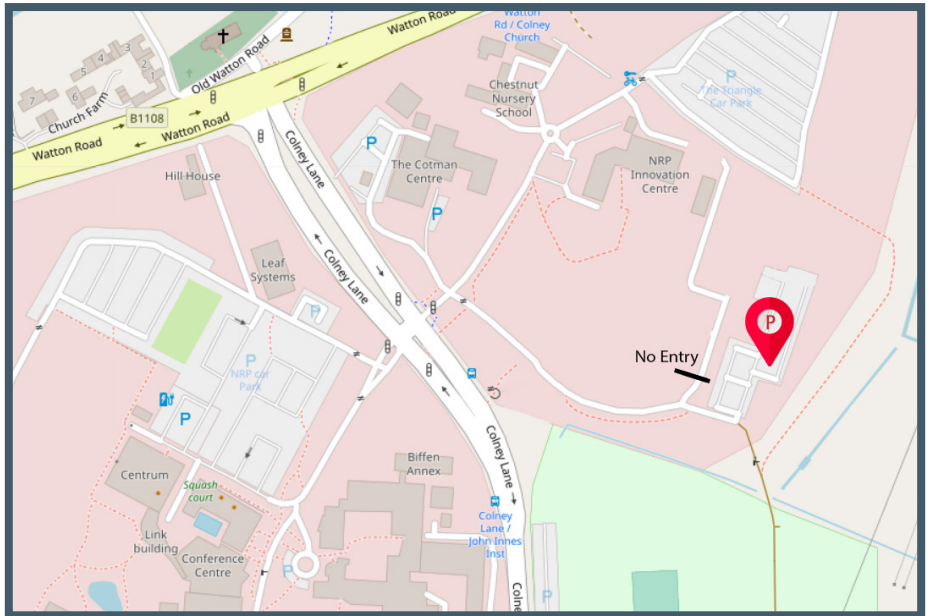 Watton Road
Watton
Rd / Colney
Church
Old Watton Road
3
4
2
5
1
6
7
Church Farm
B1108
Watton Road
Watton Road
P
The Triangle
Car Park
Chestnut
Nursery
School
Colney Lane
P
The Cotman
Centre
NRP
Innovation
Centre
Hill House
P
Leaf
Systems
Colney Lane
P
P
No Entry
P
NRP car
Park
P
Colney Lane
Biffen
Annex
Centrum
Squash
court
Colney
Lane /
John Innes
Inst
Link
building
Conference
Centre
P
P
Colne